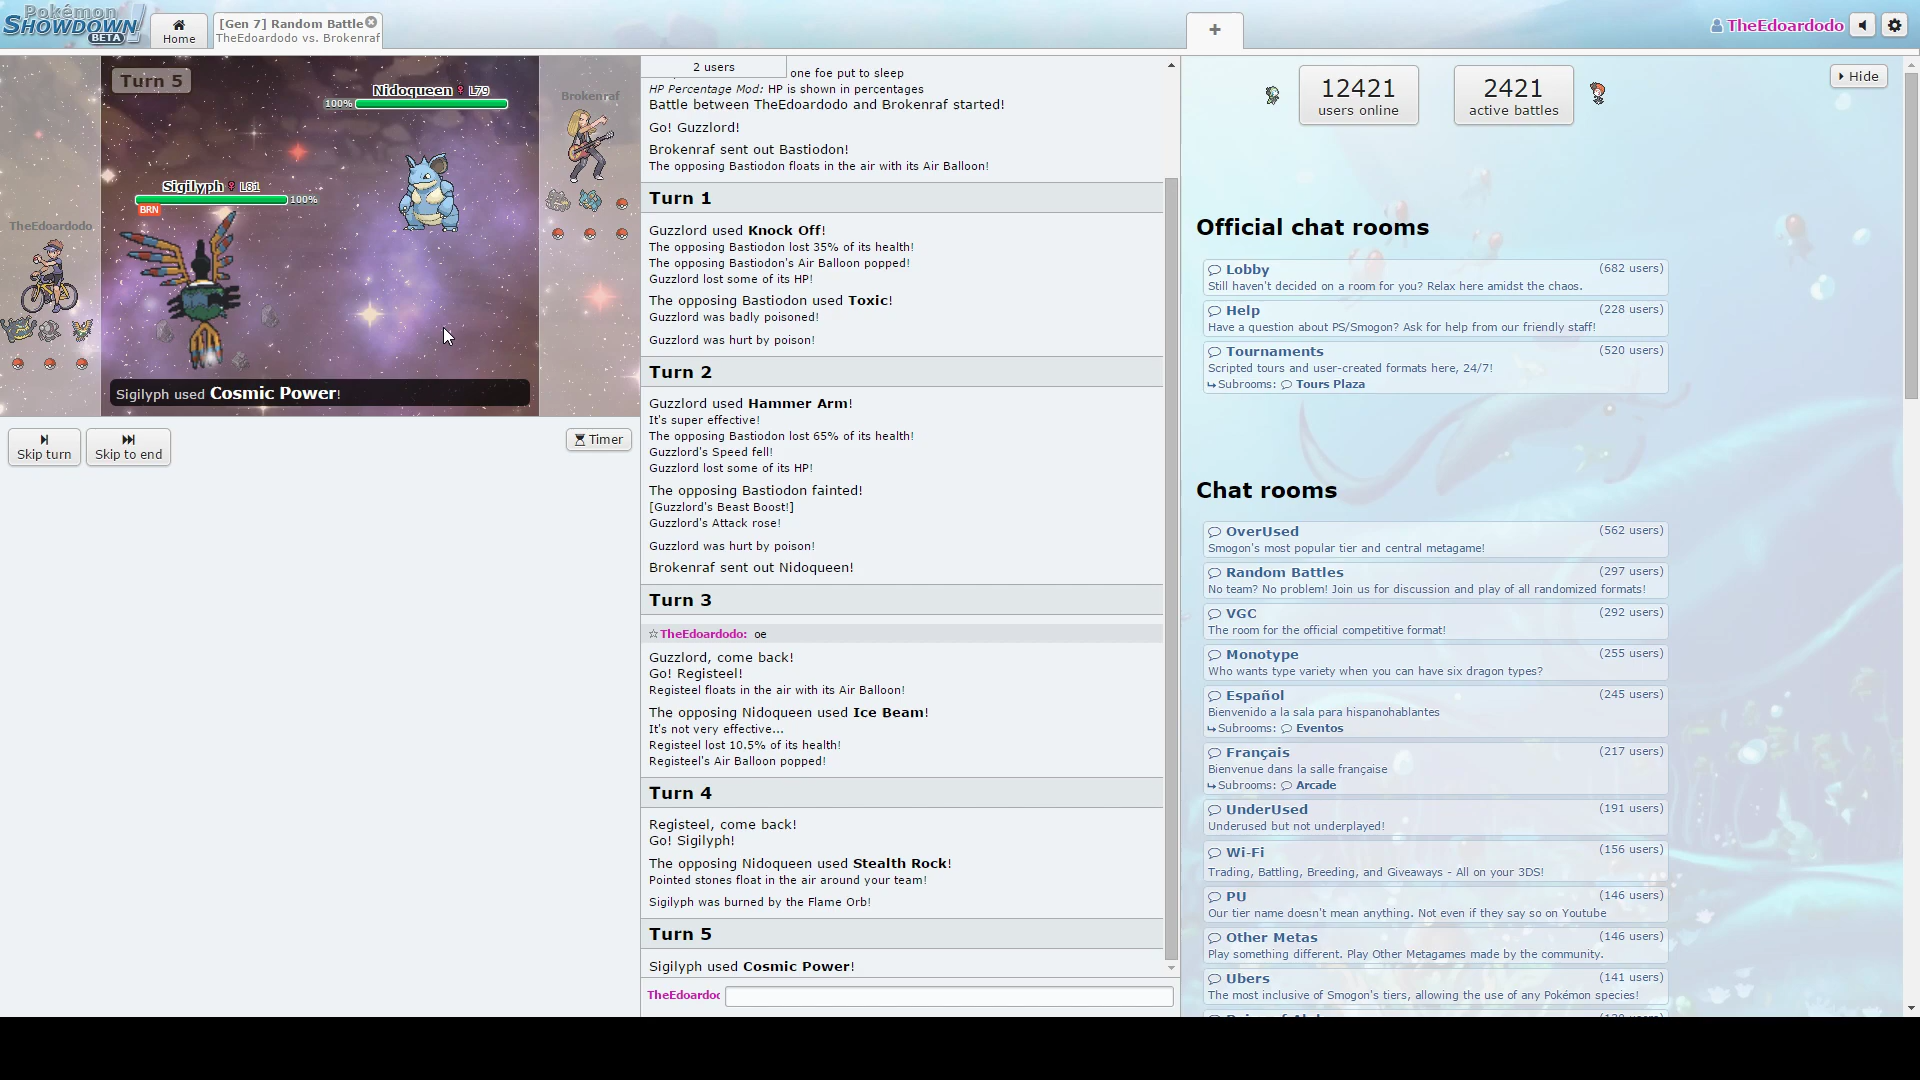 Pokémon
SHOWDOWN!
BETA
Home
[Gen 7] Random Battle
TheEdoardodo vs. Brokenraf
+
TheEdoardodo
Turn 5
Nidoqueen ♀ L79
100%
Sigilyph ♀ L81
100%
BRN
TheEdoardodo
Brokenraf
Sigilyph used Cosmic Power!
Skip turn
Skip to end
Timer
2 users
one foe put to sleep
HP Percentage Mod: HP is shown in percentages
Battle between TheEdoardodo and Brokenraf started!
Go! Guzzlord!
Brokenraf sent out Bastiodon!
The opposing Bastiodon floats in the air with its Air Balloon!
Turn 1
Guzzlord used Knock Off!
The opposing Bastiodon lost 35% of its health!
The opposing Bastiodon's Air Balloon popped!
Guzzlord lost some of its HP!
The opposing Bastiodon used Toxic!
Guzzlord was badly poisoned!
Guzzlord was hurt by poison!
Turn 2
Guzzlord used Hammer Arm!
It's super effective!
The opposing Bastiodon lost 65% of its health!
Guzzlord's Speed fell!
Guzzlord lost some of its HP!
The opposing Bastiodon fainted!
[Guzzlord's Beast Boost!]
Guzzlord's Attack rose!
Guzzlord was hurt by poison!
Brokenraf sent out Nidoqueen!
Turn 3
☆TheEdoardodo: oe
Guzzlord, come back!
Go! Registeel!
Registeel floats in the air with its Air Balloon!
The opposing Nidoqueen used Ice Beam!
It's not very effective...
Registeel lost 10.5% of its health!
Registeel's Air Balloon popped!
Turn 4
Registeel, come back!
Go! Sigilyph!
The opposing Nidoqueen used Stealth Rock!
Pointed stones float in the air around your team!
Sigilyph was burned by the Flame Orb!
Turn 5
Sigilyph used Cosmic Power!
TheEdoardoc
Hide
12421
users online
2421
active battles
Official chat rooms
Lobby (682 users)
Still haven't decided on a room for you? Relax here amidst the chaos.
Help (228 users)
Have a question about PS/Smogon? Ask for help from our friendly staff!
Tournaments (520 users)
Scripted tours and user-created formats here, 24/7!
↳Subrooms: Tours Plaza
Chat rooms
OverUsed (562 users)
Smogon's most popular tier and central metagame!
Random Battles (297 users)
No team? No problem! Join us for discussion and play of all randomized formats!
VGC (292 users)
The room for the official competitive format!
Monotype (255 users)
Who wants type variety when you can have six dragon types?
Español (245 users)
Bienvenido a la sala para hispanohablantes
↳Subrooms: Eventos
Français (217 users)
Bienvenue dans la salle française
↳Subrooms: Arcade
UnderUsed (191 users)
Underused but not underplayed!
Wi-Fi (156 users)
Trading, Battling, Breeding, and Giveaways - All on your 3DS!
PU (146 users)
Our tier name doesn't mean anything. Not even if they say so on Youtube
Other Metas (146 users)
Play something different. Play Other Metagames made by the community.
Ubers (141 users)
The most inclusive of Smogon's tiers, allowing the use of any Pokémon species!